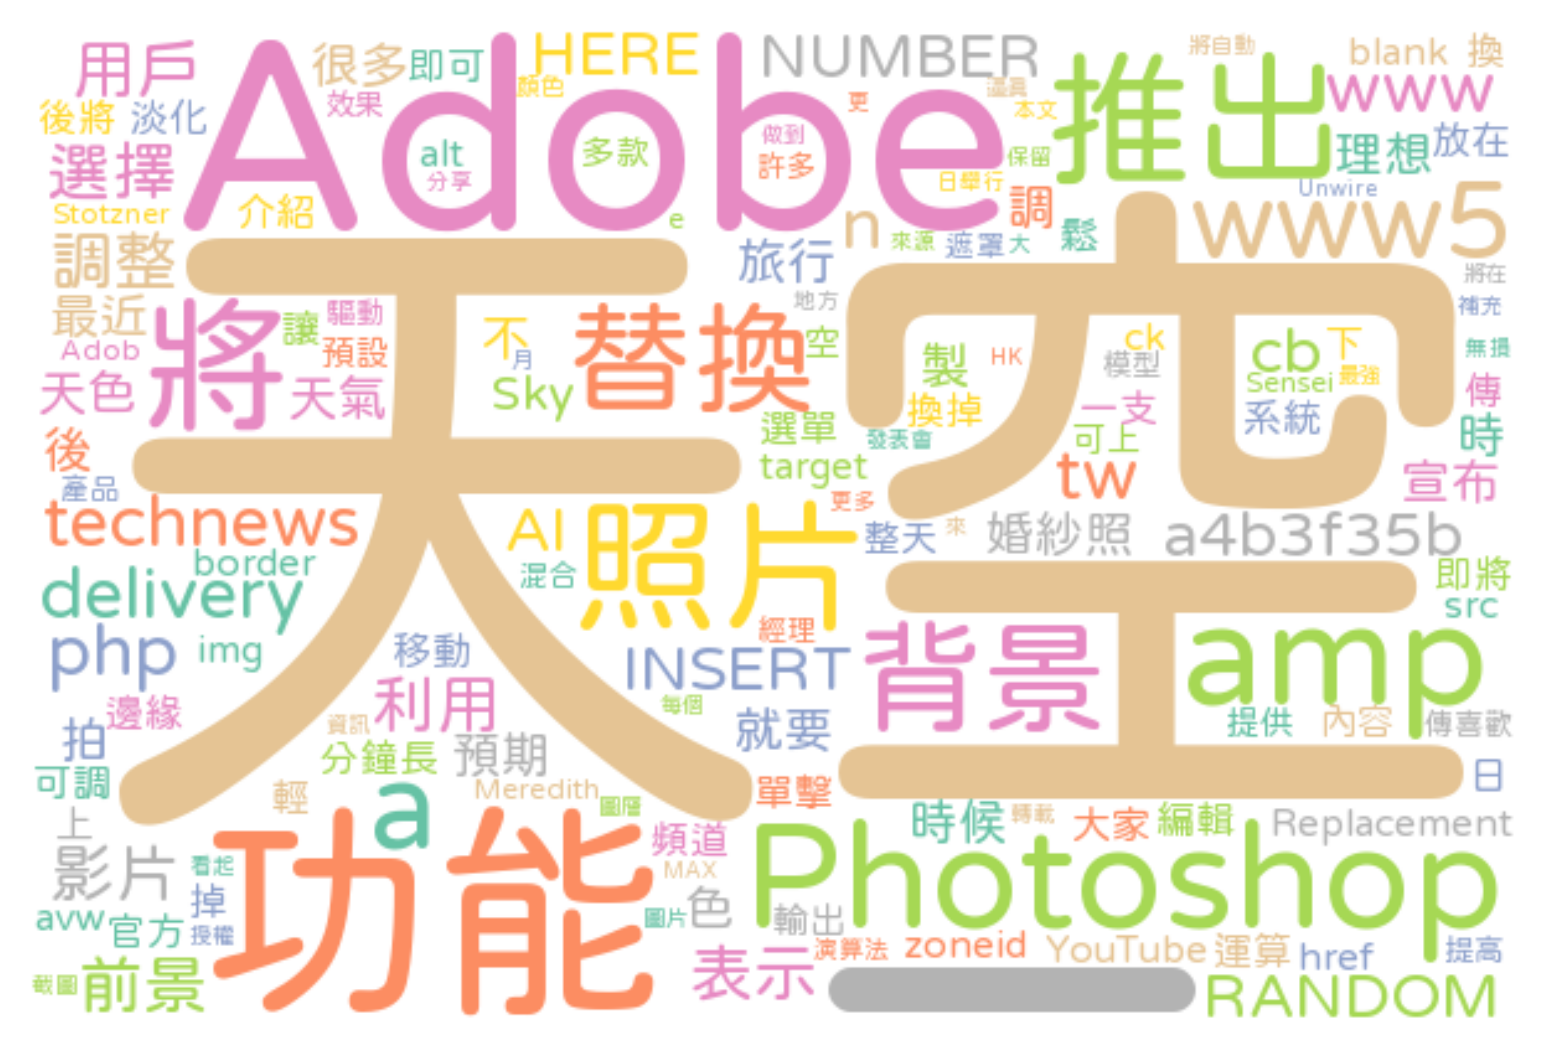 用戶 很多 即可 HERE NUMBER 將自動 blank 換
後將 淡化 效果 Adobe 顏色 更 逼真 本文 推出 www
選擇 alt 分享 多款 做到 許多 保留 日舉行 理想 放在
Stotzner 介紹 e 調 Unwire
調整 旅行 n 來源 遮罩 大 鬆 www5
最近 將 讓 驅動 預設 天 不 月 替換 地方 空 空 將在 補充
Adob 天色 天氣 Sky 製 HK ck 模型 cb 下 Sensei 最強 無損
換掉 一支 系統 傳
後 選單 發表會 可上 時
產品 target tw 宣布
technews AI 照片 更多 整天 來 婚紗照 a4b3f35b
border 混合 即將
delivery src
php img 移動 經理 INSERT 背景 amp
邊緣 利用 每個 就要 提供 內容 傳喜歡
拍 資訊 分鐘長 預期
可調 輕 a Meredith 圖層 單擊 日
上 功能 頻道 時候 轉載 大家 編輯 Replacement
影片 看起 MAX Photoshop
掉 色
avw 官方 授權 圖片 輸出
演算法 zoneid YouTube 運算 href 提高
截圖 前景 表示 RANDOM